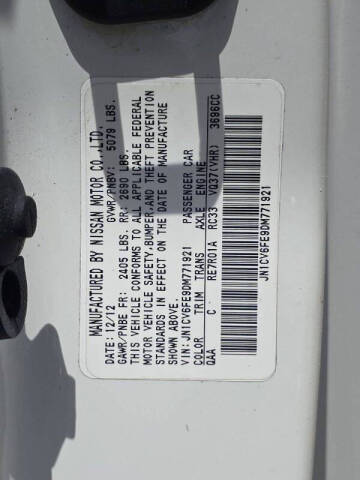 MANUFACTURED BY NISSAN MOTOR CO.,LTD.
DATE: 12/12 GVWR/PNBV: 5079 LBS.
GAWR/PNBE FR: 2405 LBS. RR: 2690 LBS.
THIS VEHICLE CONFORMS TO ALL APPLICABLE FEDERAL
MOTOR VEHICLE SAFETY,BUMPER,AND THEFT PREVENTION
STANDARDS IN EFFECT ON THE DATE OF MANUFACTURE
SHOWN ABOVE.
VIN:JN1CV6FE9DM771921 PASSENGER CAR
COLOR TRIM TRANS AXLE ENGINE
QAA C RE7R01A RC33 VQ37(VHR) 3696CC
JN1CV6FE9DM771921